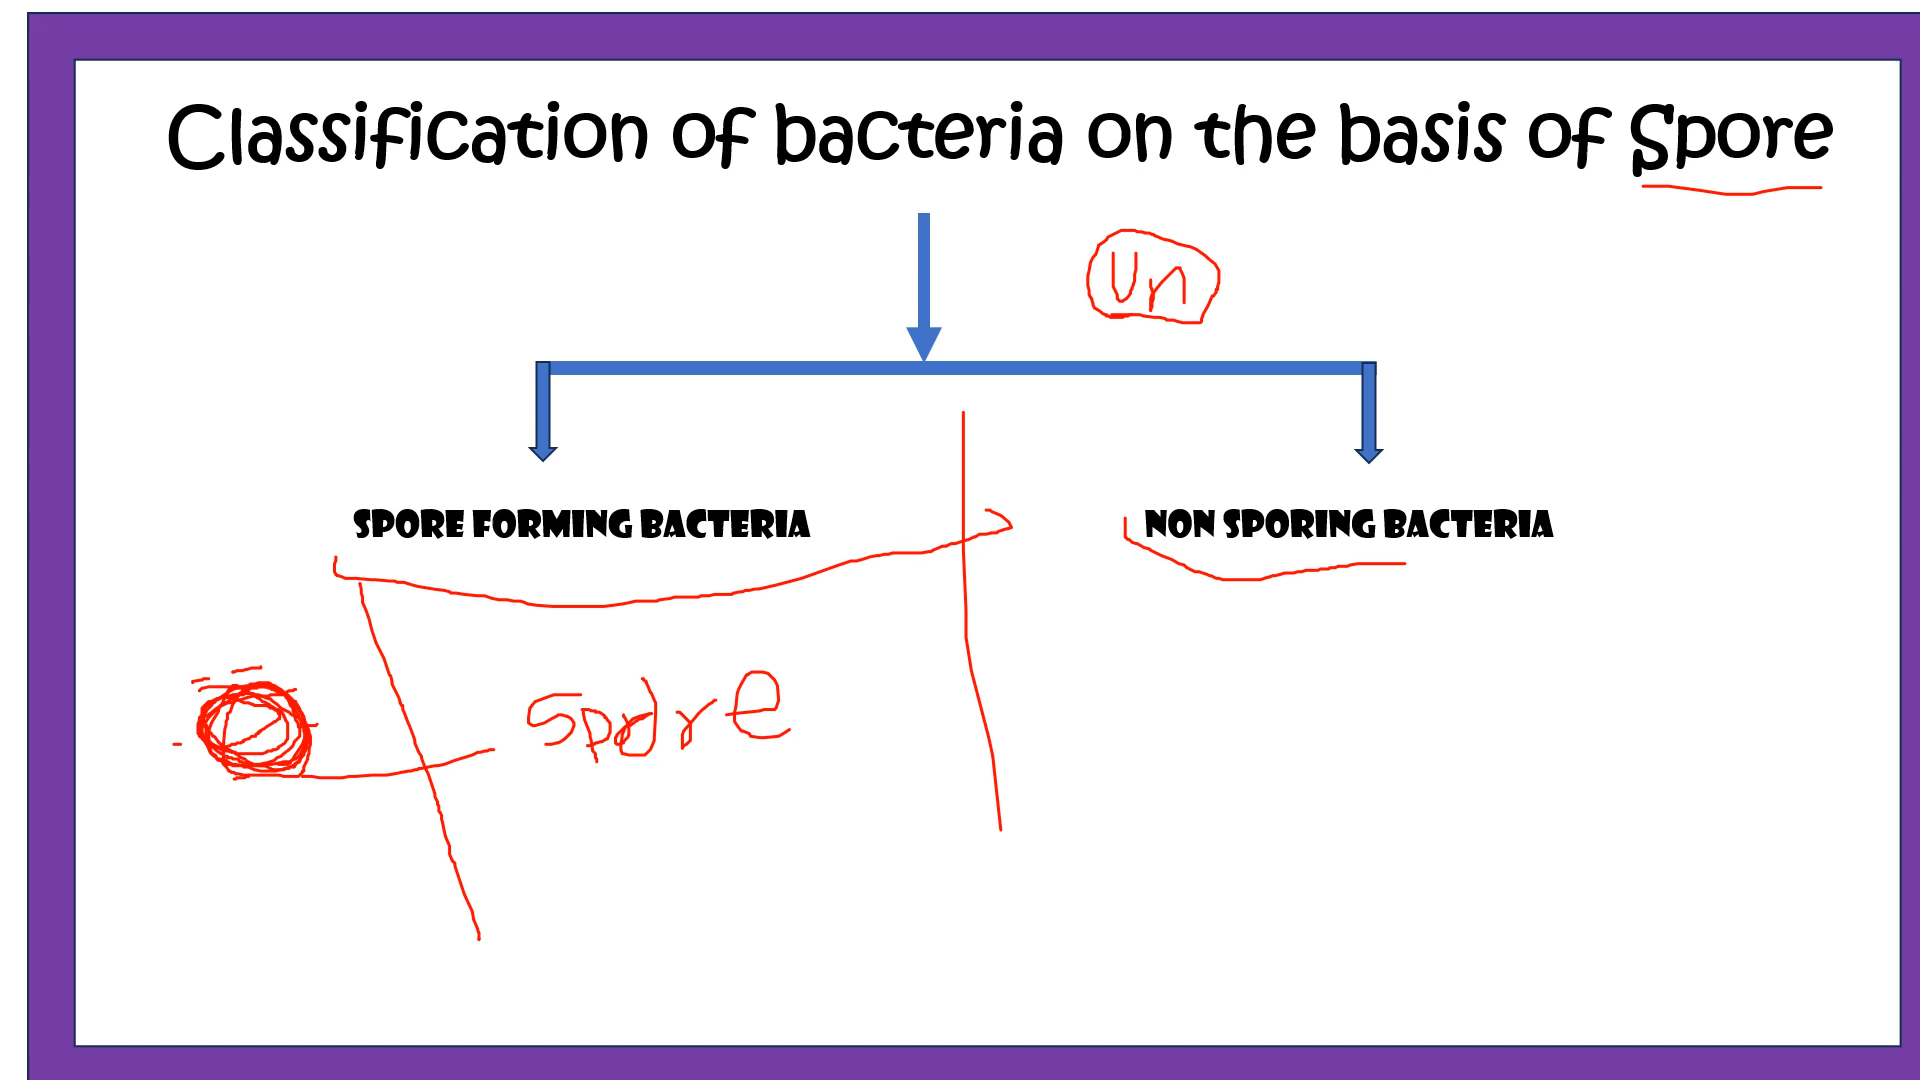 Classification of bacteria on the basis of Spore
Un
SPORE FORMING BACTERIA
NON SPORING BACTERIA
Spore